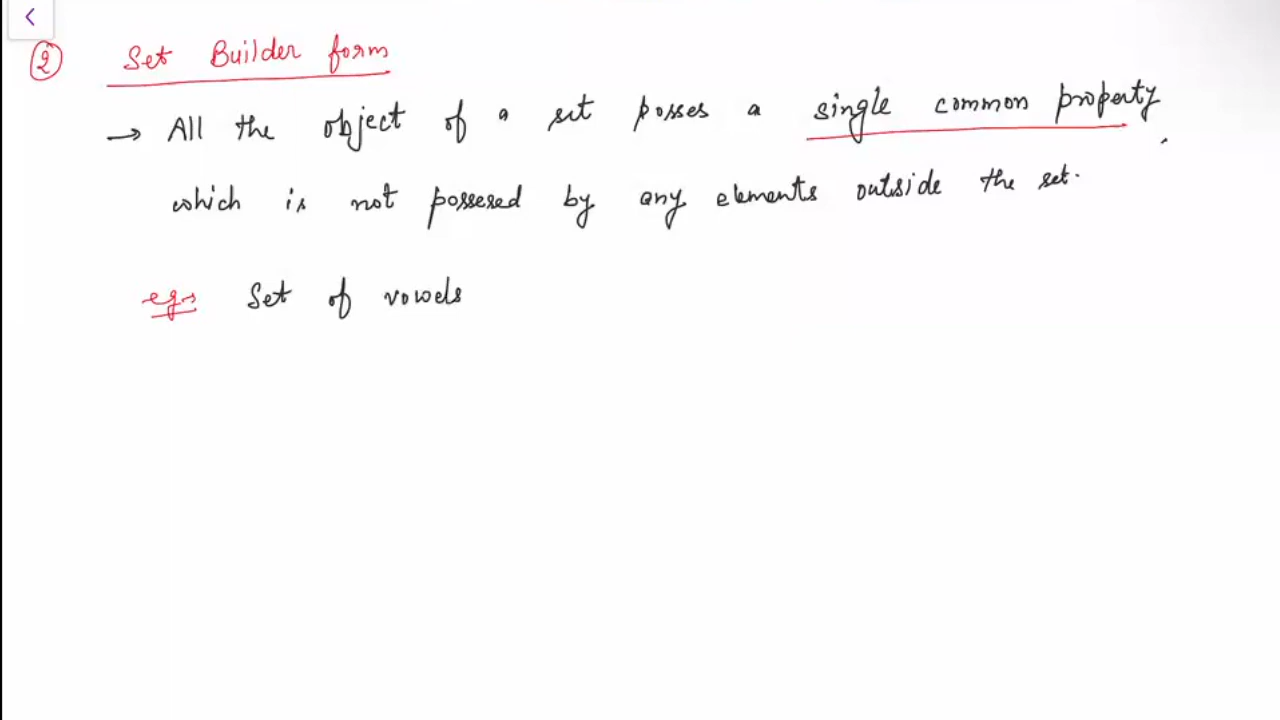 ② Set Builder form
→ All the object of a set posses a single common property
which is not possesed by any elements outside the set.
eg→ Set of vowels